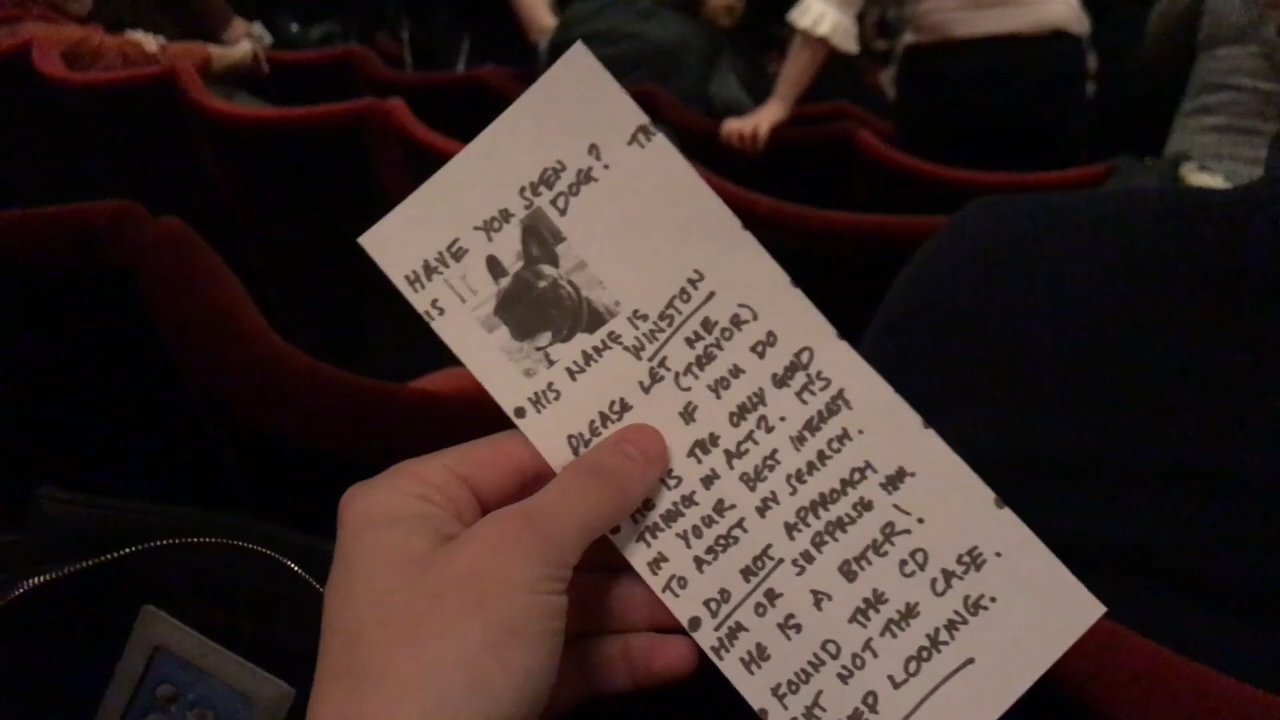 HAVE YOU SEEN
IS DOG?
• HIS NAME IS
WINSTON
PLEASE LET ME
(TREVOR)
IF YOU DO
HE IS THE ONLY GOOD
THING IN ACT 2. IT'S
IN YOUR BEST INTEREST
TO ASSIST MY SEARCH.
• DO NOT APPROACH
HIM OR SURPRISE HIM
HE IS A BITER!
• FOUND THE CD
NOT THE CASE.
LOOKING.